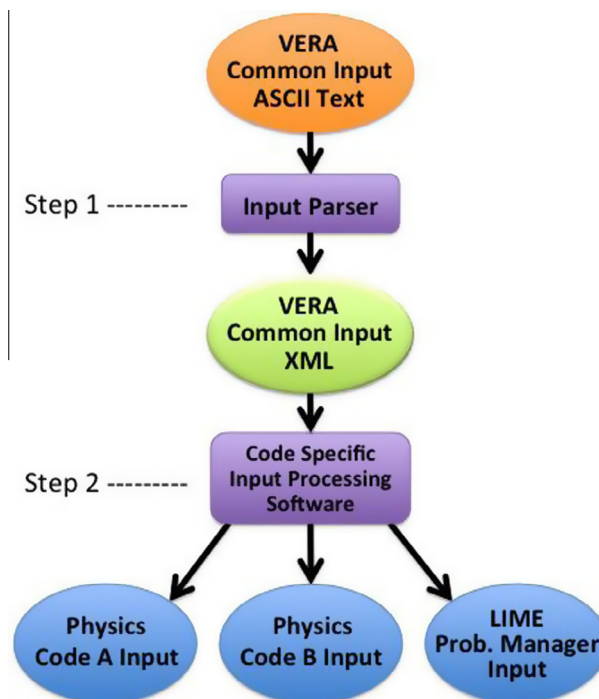 VERA
Common Input
ASCII Text
Step 1 ---------
Input Parser
VERA
Common Input
XML
Step 2 ---------
Code Specific
Input Processing
Software
Physics
Code A Input
Physics
Code B Input
LIME
Prob. Manager
Input